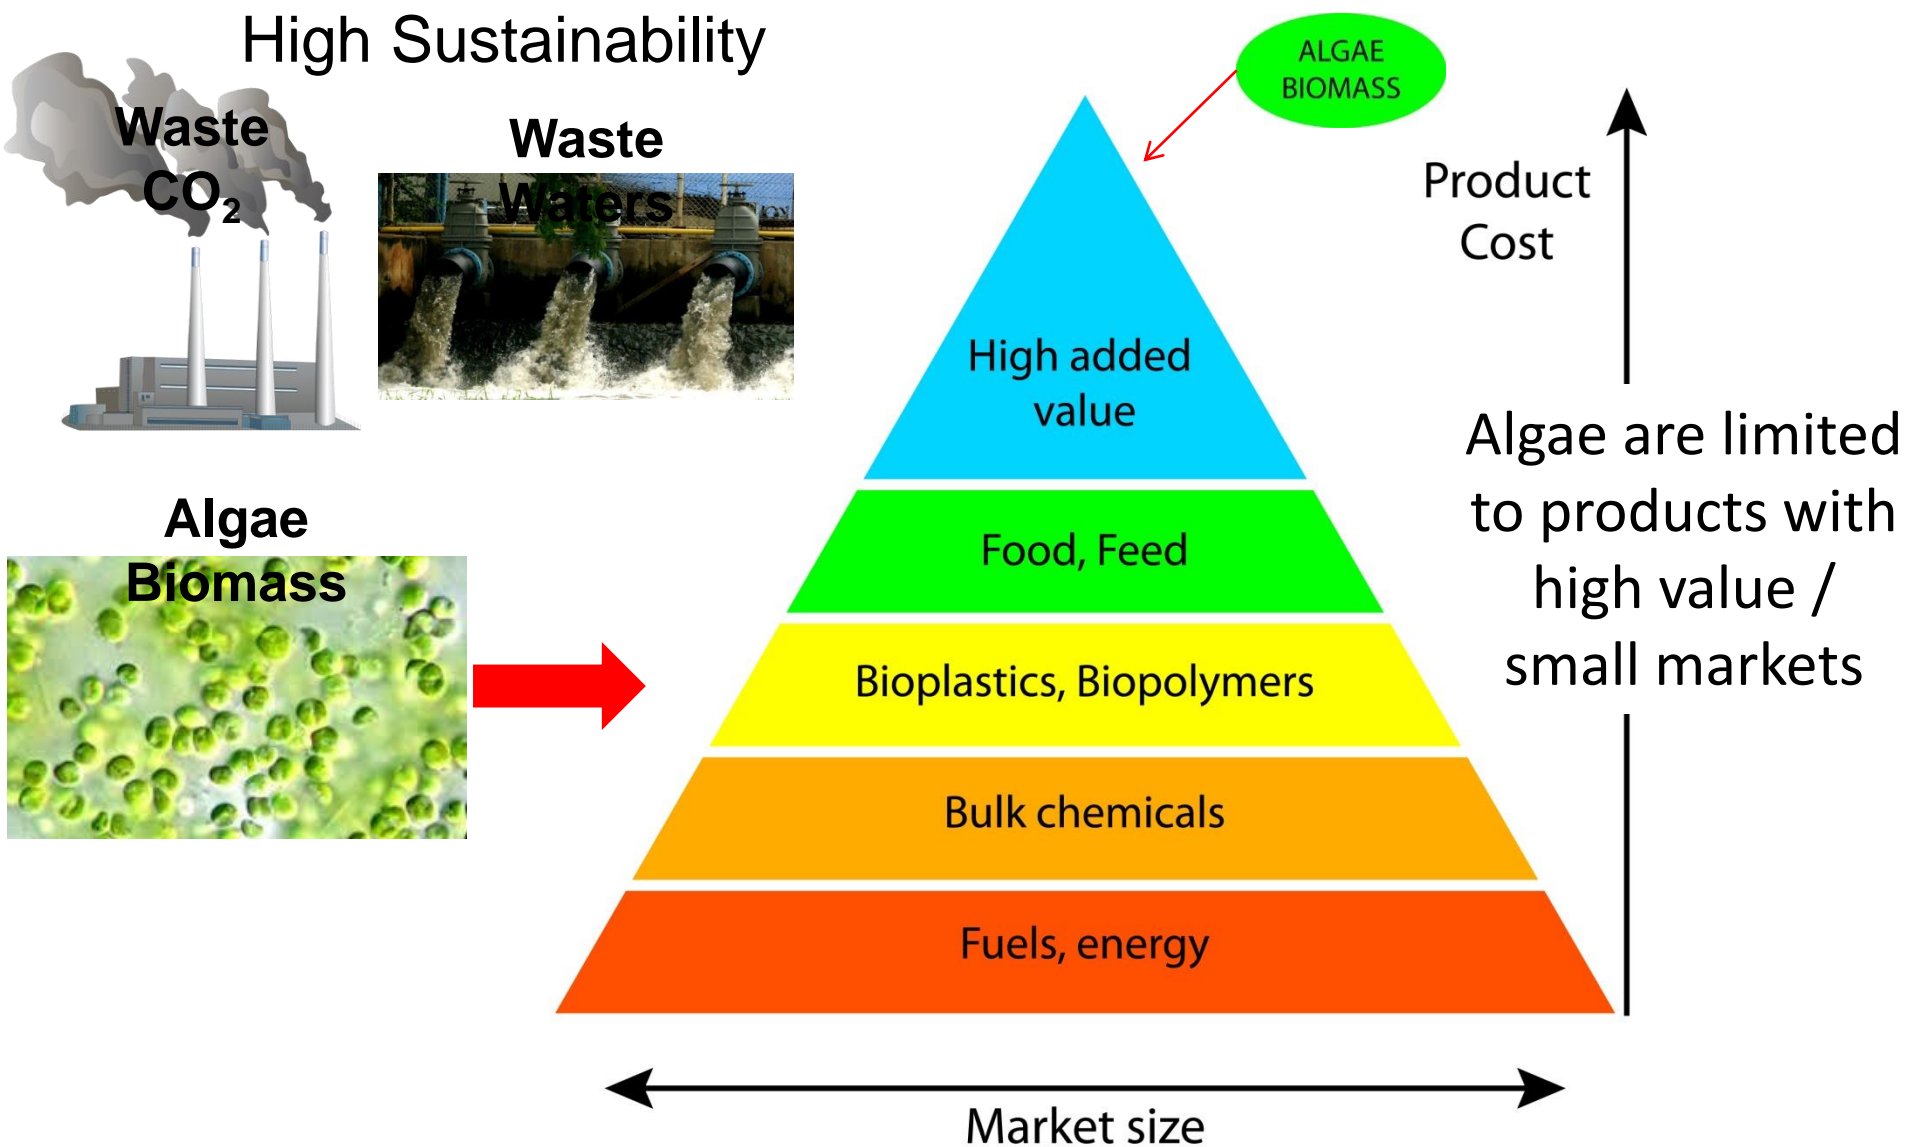 High Sustainability
Waste
CO₂
Waste
Waters
Algae
Biomass
ALGAE
BIOMASS
Product
Cost
High added
value
Food, Feed
Bioplastics, Biopolymers
Bulk chemicals
Fuels, energy
Algae are limited
to products with
high value /
small markets
Market size